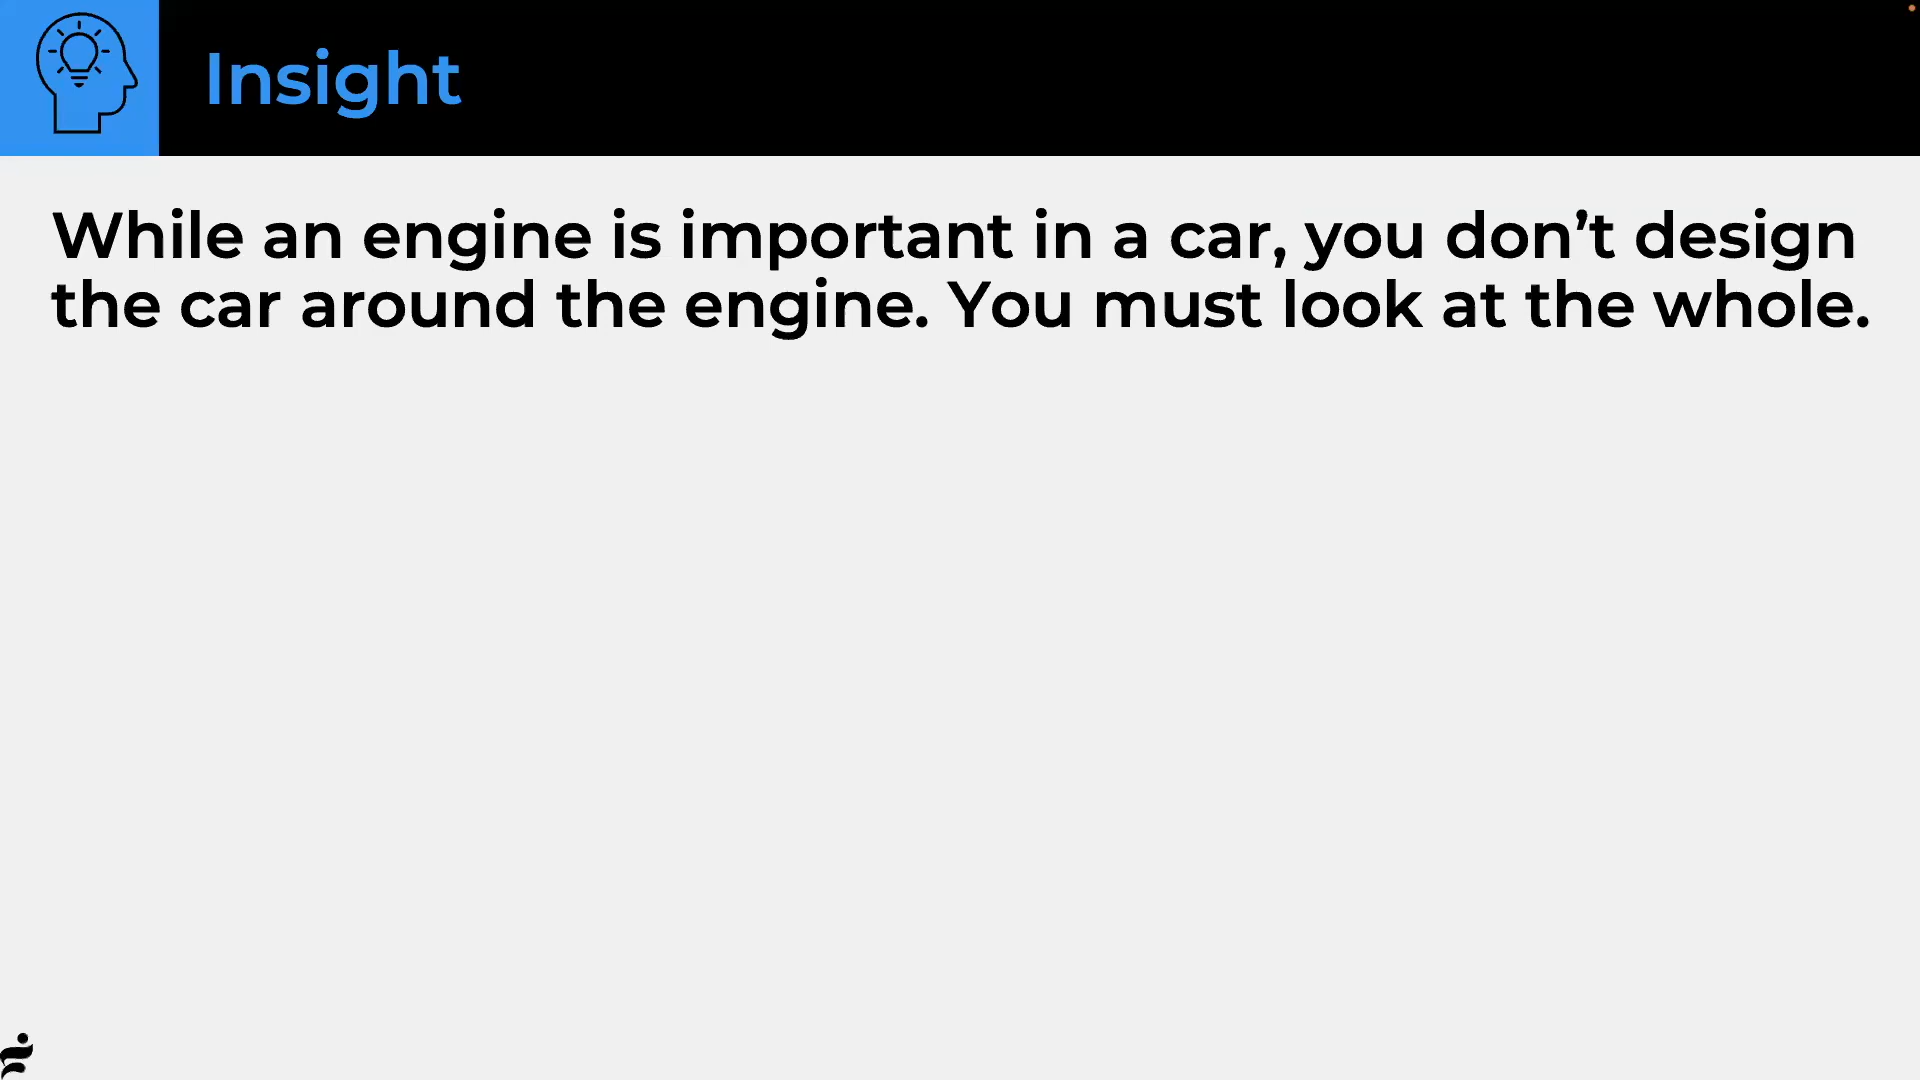 Insight
While an engine is important in a car, you don’t design
the car around the engine. You must look at the whole.